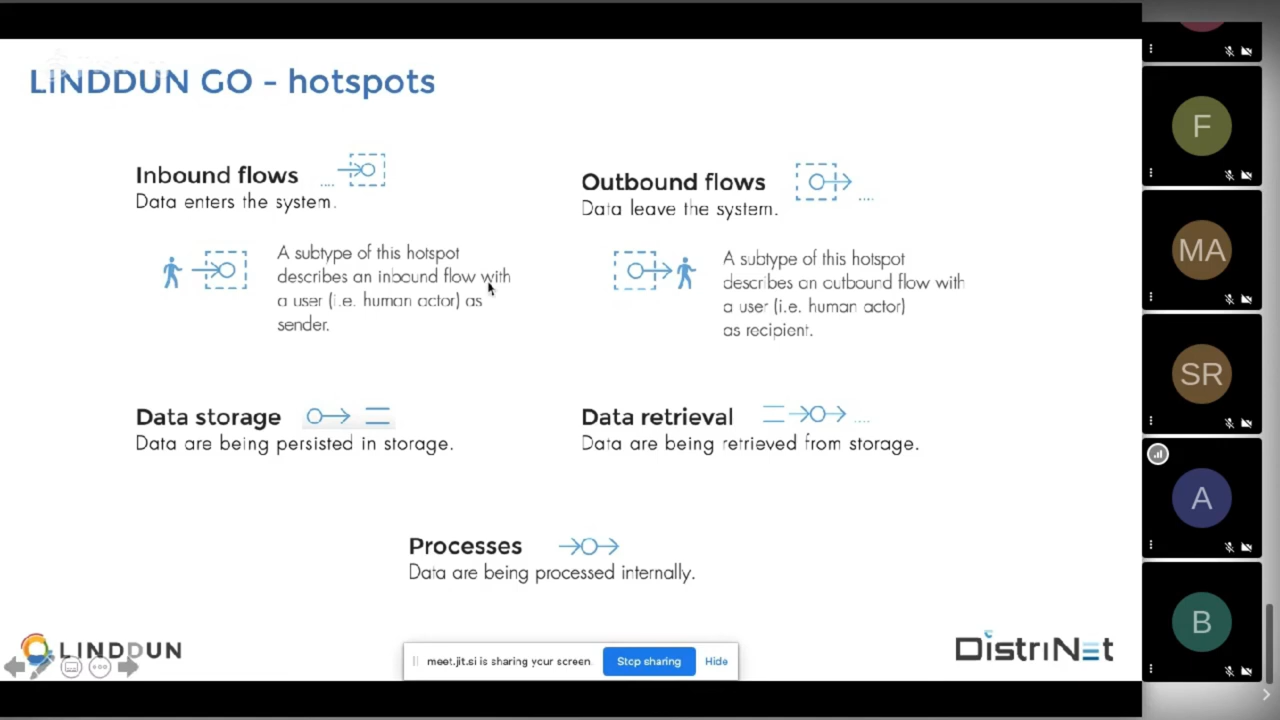 LINDDUN GO - hotspots
Inbound flows
Data enters the system.
A subtype of this hotspot
describes an inbound flow with
a user (i.e. human actor) as
sender.
Outbound flows
Data leave the system.
A subtype of this hotspot
describes an outbound flow with
a user (i.e. human actor)
as recipient.
Data storage
Data are being persisted in storage.
Data retrieval
Data are being retrieved from storage.
Processes
Data are being processed internally.
LINDDUN
meet.jit.si is sharing your screen.
Stop sharing
Hide
DistriNet
F
MA
SR
A
B